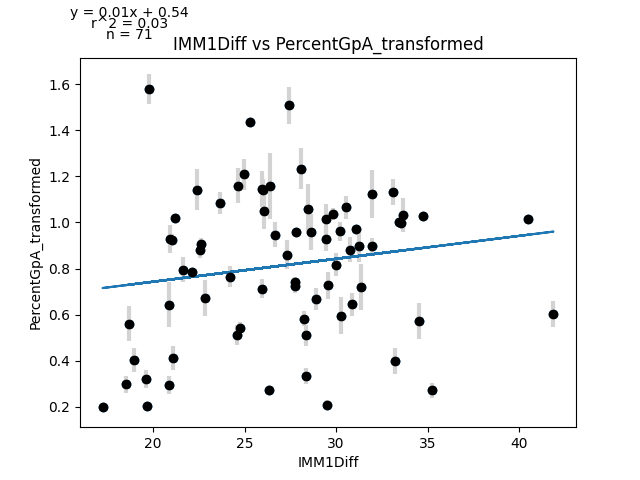 y = 0.01x + 0.54
r^2 = 0.03
n = 71
IMM1Diff vs PercentGpA_transformed
PercentGpA_transformed
1.6
1.4
1.2
1.0
0.8
0.6
0.4
0.2
20 25 30 35 40
IMM1Diff